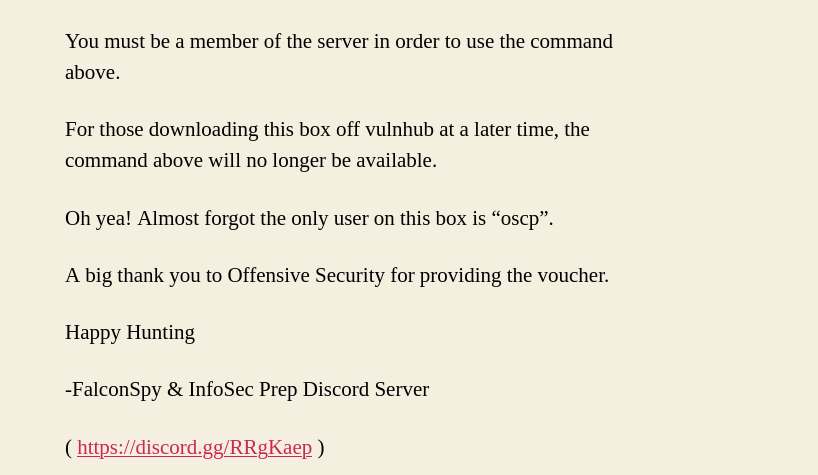 You must be a member of the server in order to use the command
above.
For those downloading this box off vulnhub at a later time, the
command above will no longer be available.
Oh yea! Almost forgot the only user on this box is “oscp”.
A big thank you to Offensive Security for providing the voucher.
Happy Hunting
-FalconSpy & InfoSec Prep Discord Server
( https://discord.gg/RRgKaep )